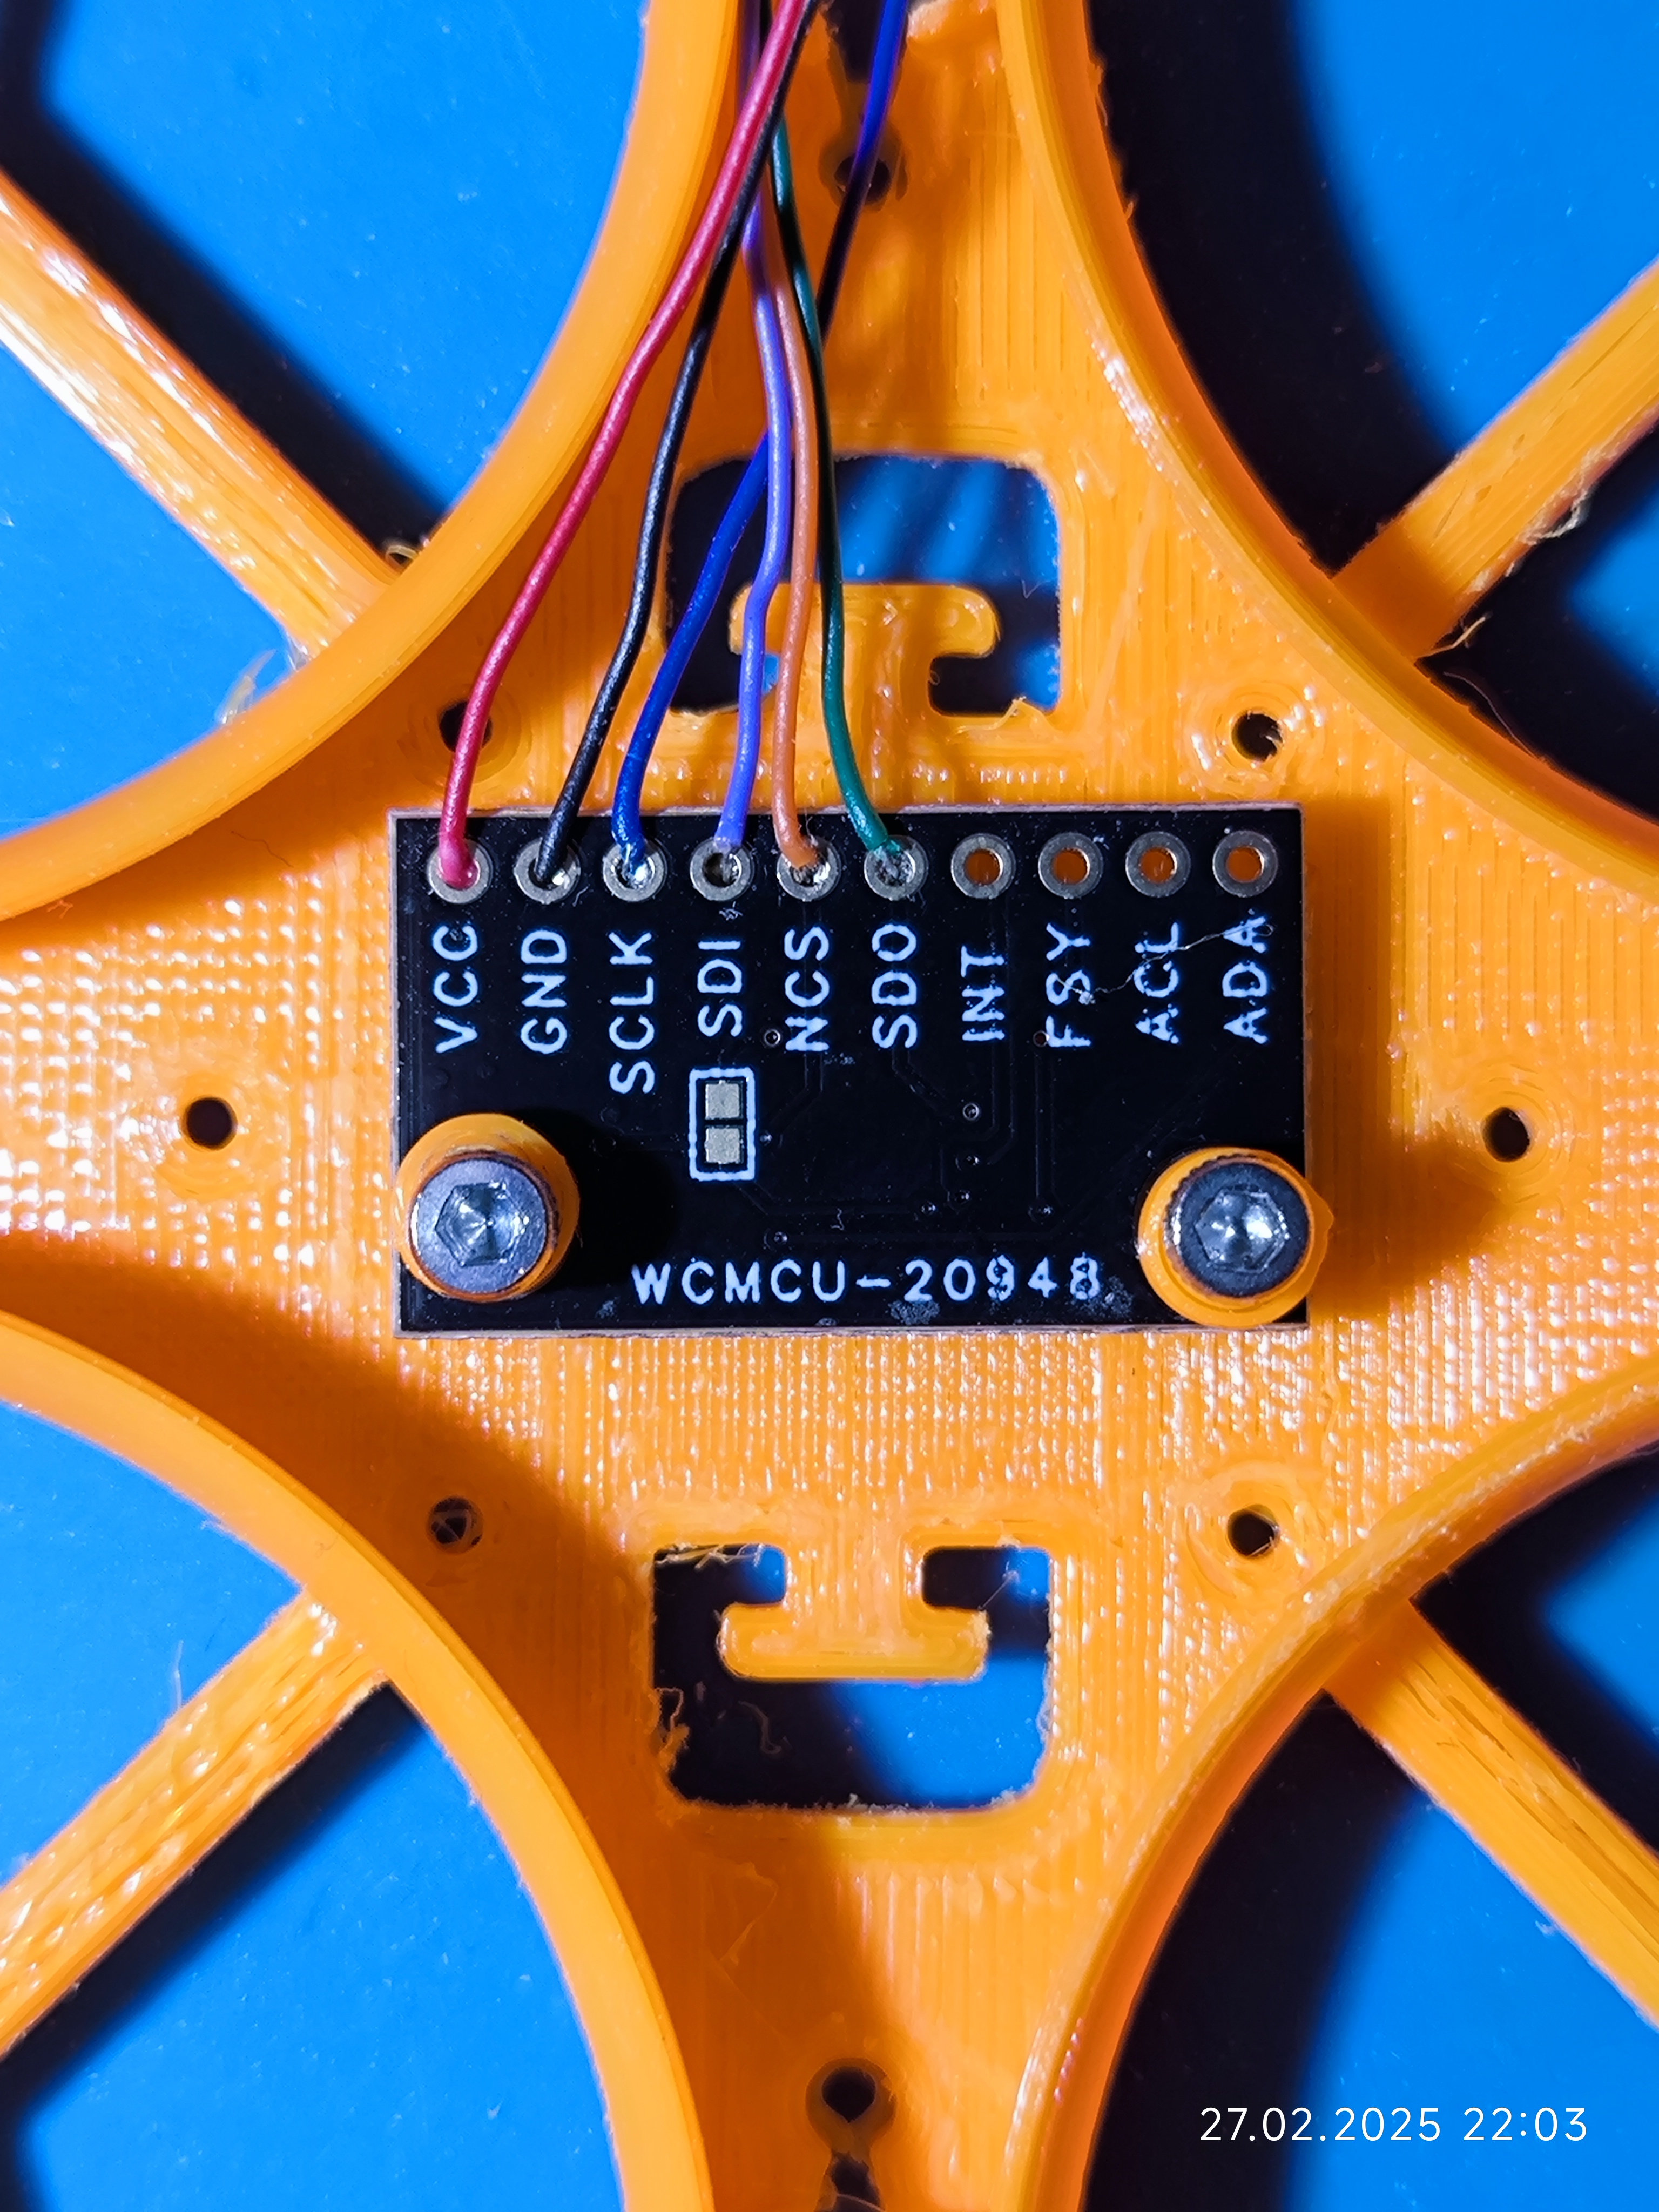 VCC
GND
SCLK
SDI
NCS
SDO
INT
FSY
ACL
ADA
WCMCU-20948
27.02.2025 22:03